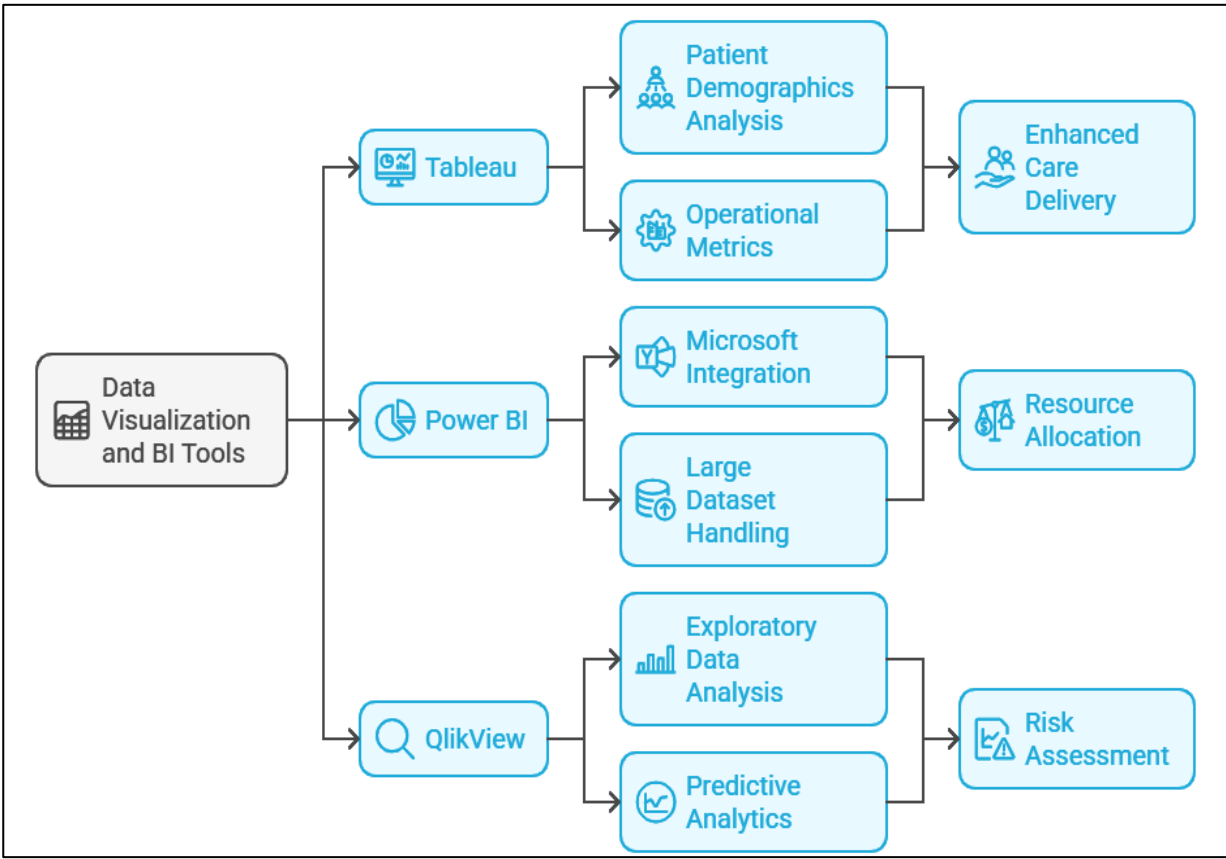 Data
Visualization
and BI Tools
Tableau
Patient
Demographics
Analysis
Operational
Metrics
Enhanced
Care
Delivery
Power BI
Microsoft
Integration
Large
Dataset
Handling
Resource
Allocation
QlikView
Exploratory
Data
Analysis
Predictive
Analytics
Risk
Assessment